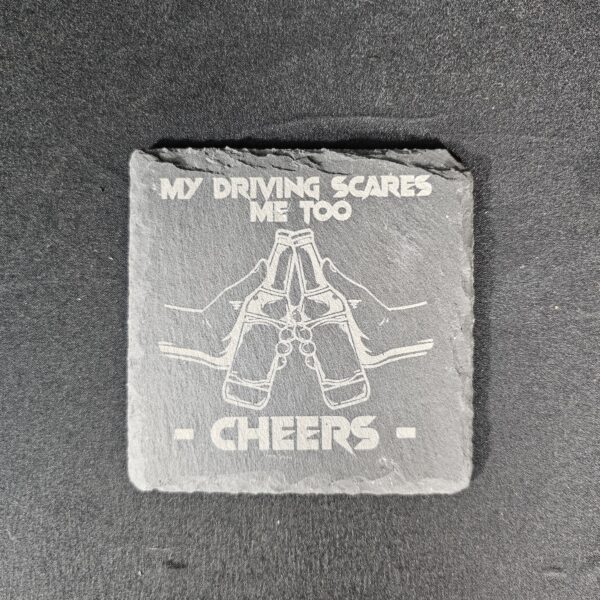 MY DRIVING SCARES
ME TOO
- CHEERS -